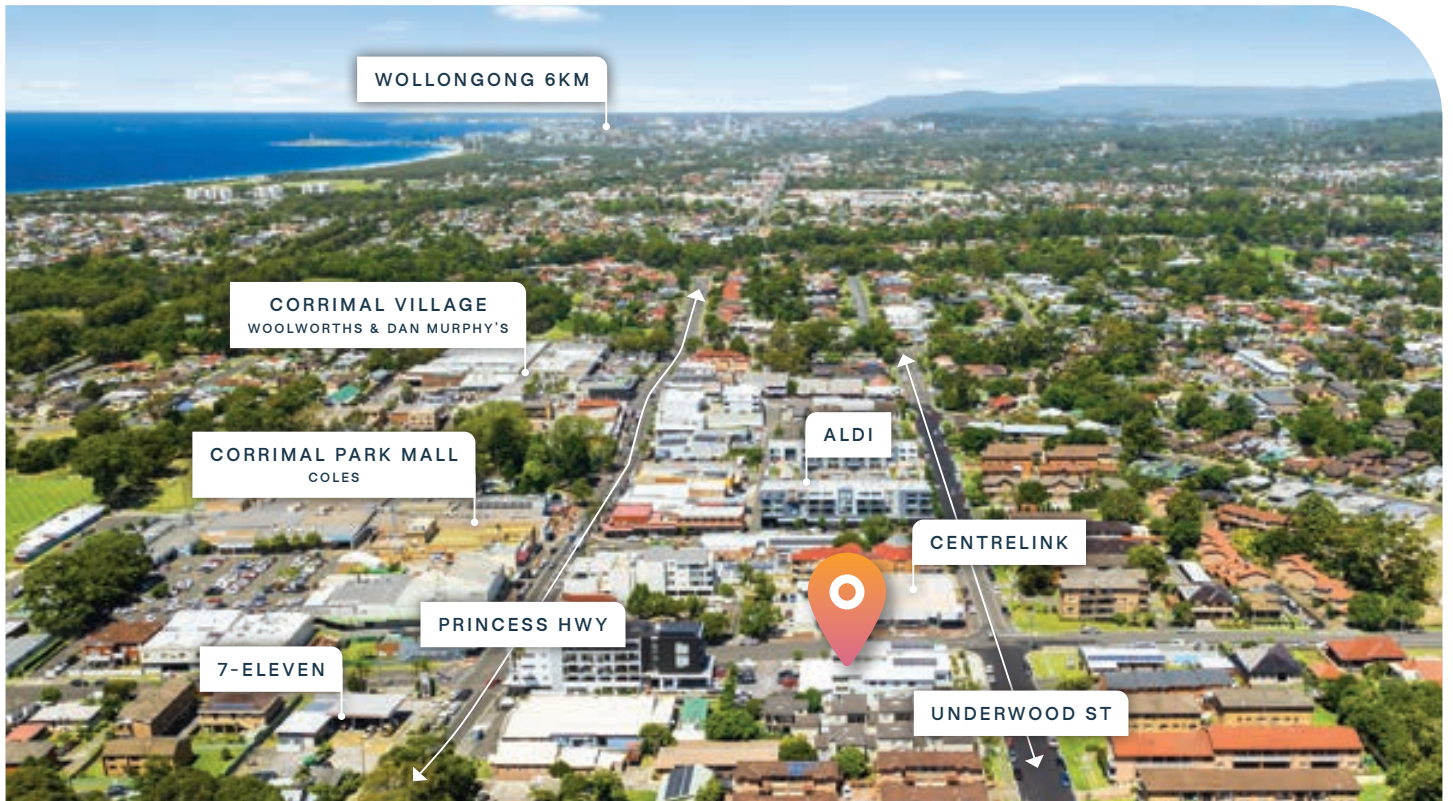 WOLLONGONG 6KM
CORRIMAL VILLAGE
WOOLWORTHS & DAN MURPHY'S
CORRIMAL PARK MALL
COLES
ALDI
CENTRELINK
PRINCESS HWY
7-ELEVEN
UNDERWOOD ST